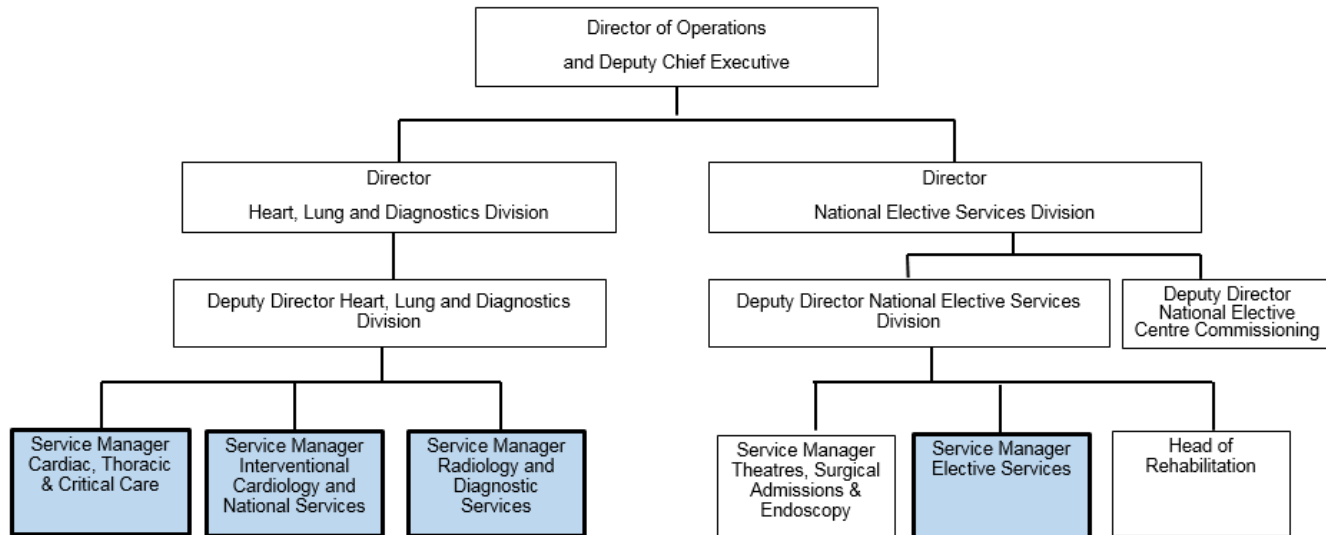 Director of Operations
and Deputy Chief Executive
Director
Heart, Lung and Diagnostics Division
Director
National Elective Services Division
Deputy Director Heart, Lung and Diagnostics
Division
Deputy Director National Elective Services
Division
Deputy Director
National Elective
Centre Commissioning
Service Manager
Cardiac, Thoracic
& Critical Care
Service Manager
Interventional
Cardiology and
National Services
Service Manager
Radiology and
Diagnostic
Services
Service Manager
Theatres, Surgical
Admissions &
Endoscopy
Service Manager
Elective Services
Head of
Rehabilitation